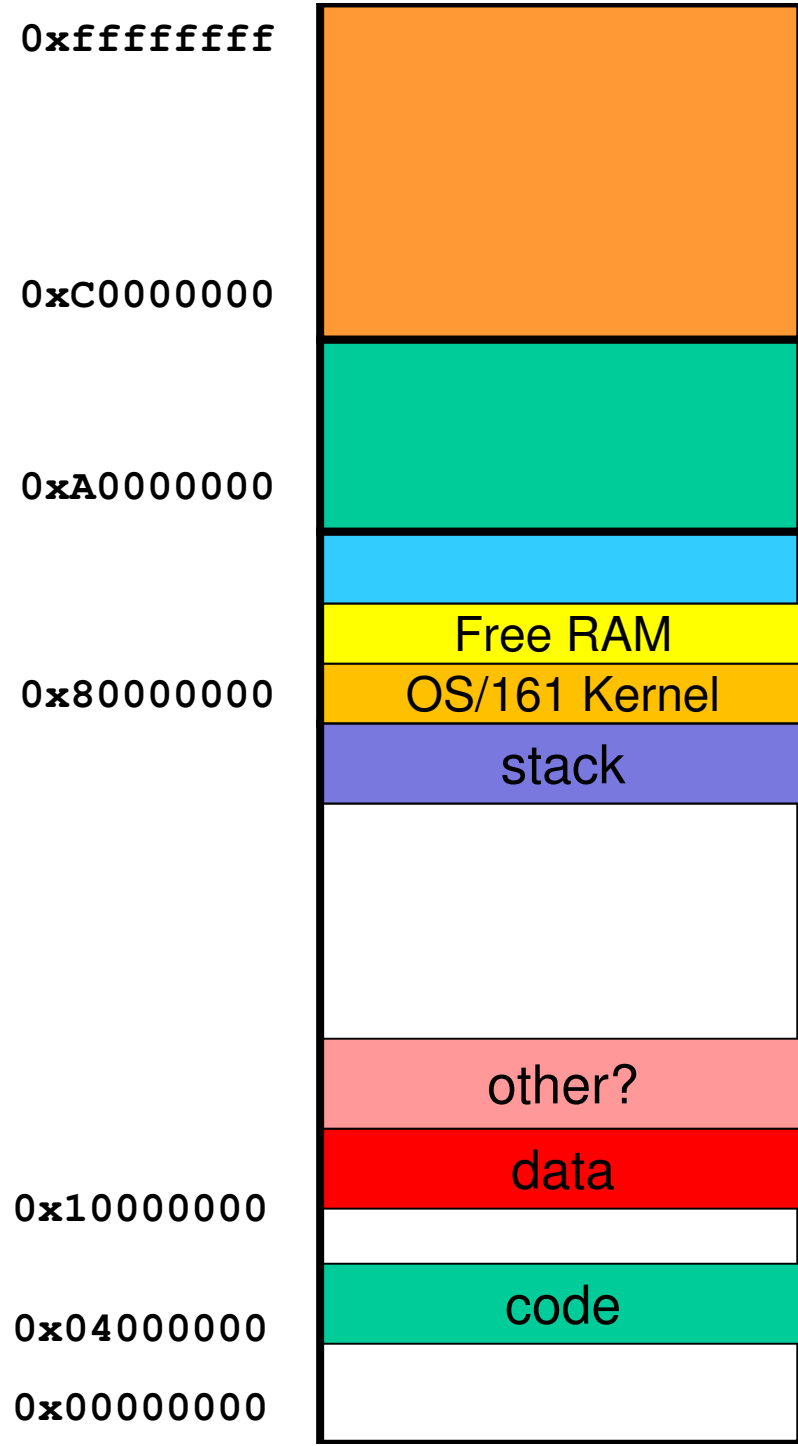 0xffffffff
0xC0000000
0xA0000000
Free RAM
0x80000000
OS/161 Kernel
stack
other?
data
0x10000000
code
0x04000000
0x00000000